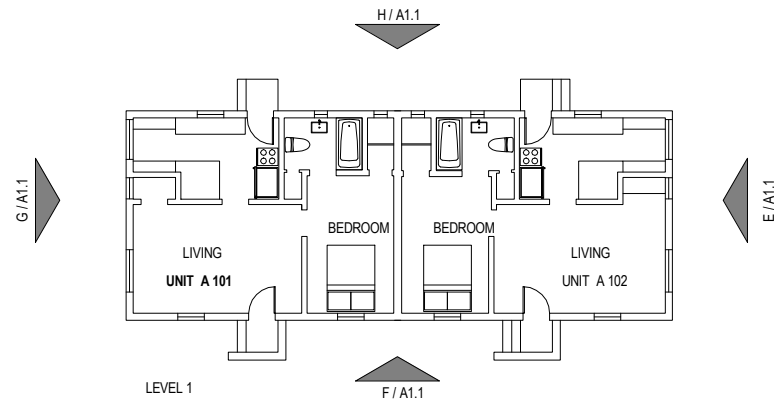 H / A1.1
G / A1.1
E / A1.1
BEDROOM BEDROOM
LIVING LIVING
UNIT A 101 UNIT A 102
LEVEL 1
F / A1.1